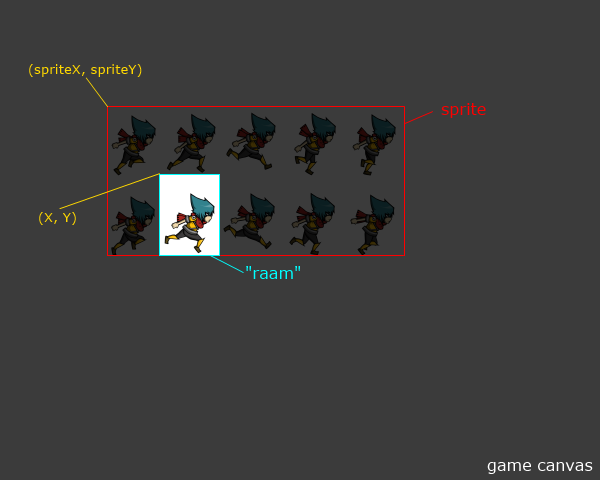 (spriteX, spriteY)
sprite
(X, Y)
"raam"
game canvas